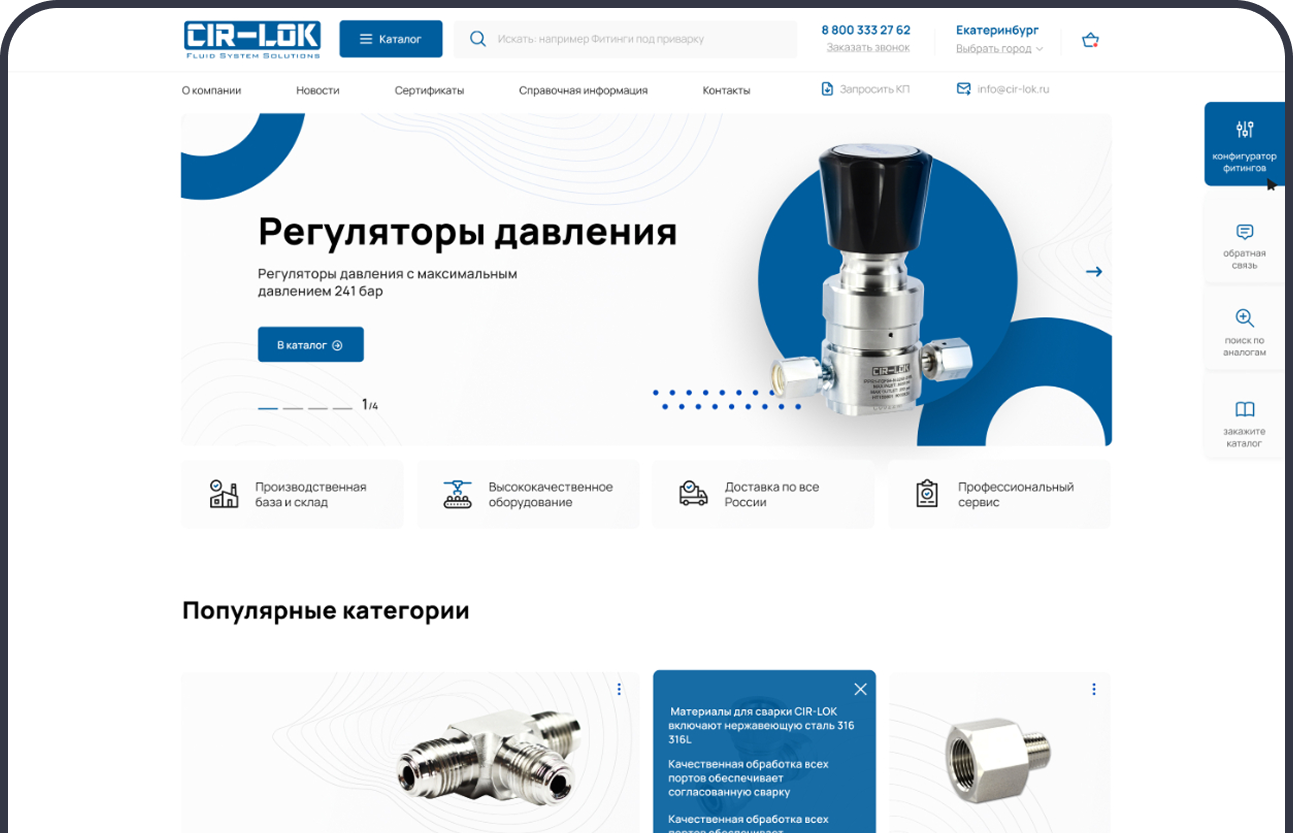 CIR-LOK
FLUID SYSTEM SOLUTIONS
Каталог
Искать: например Фитинги под приварку
8 800 333 27 62
Заказать звонок
Екатеринбург
Выбрать город
О компании
Новости
Сертификаты
Справочная информация
Контакты
Запросить КП
info@cir-lok.ru
конфигуратор
фитингов
обратная
связь
поиск по
аналогам
закажите
каталог
Регуляторы давления
Регуляторы давления с максимальным
давлением 241 бар
В каталог
1/4
CIR-LOK
Производственная
база и склад
Высококачественное
оборудование
Доставка по все
России
Профессиональный
сервис
Популярные категории
Материалы для сварки CIR-LOK
включают нержавеющую сталь 316
316L
Качественная обработка всех
портов обеспечивает
согласованную сварку
Качественная обработка всех
портов обеспечивает